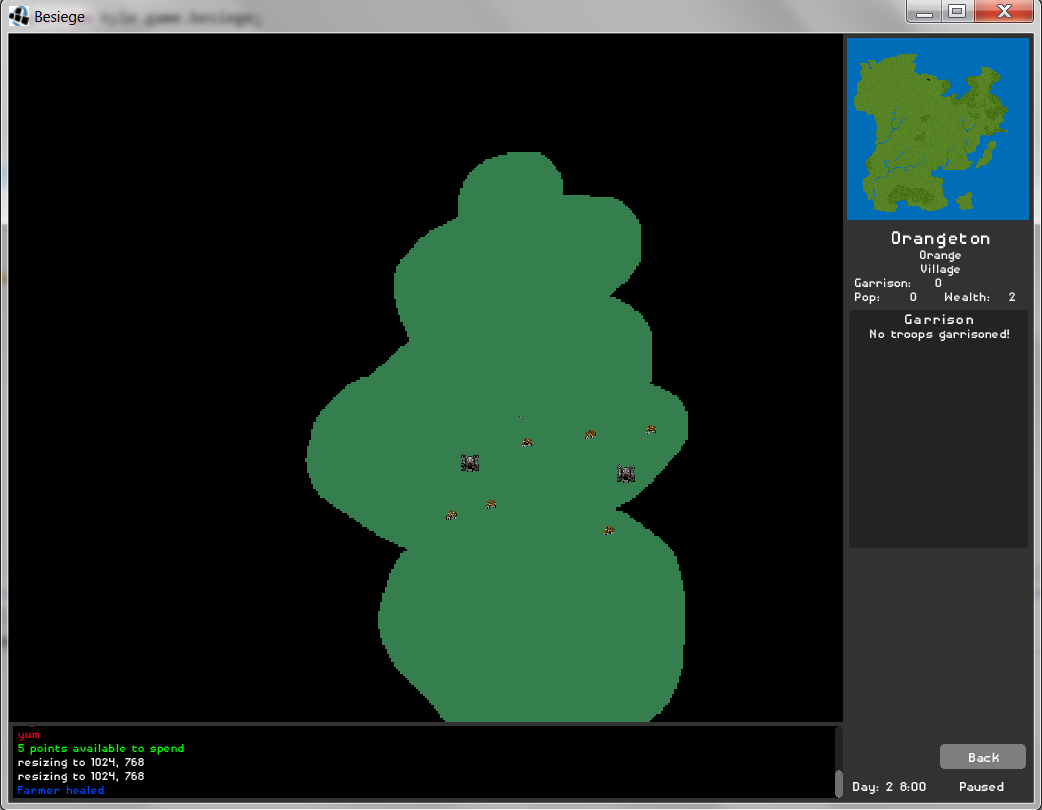 Besiege
Orangeton
Orange
Village
Garrison: 0
Pop: 0 Wealth: 2
Garrison
No troops garrisoned!
yum
5 points available to spend
resizing to 1024, 768
resizing to 1024, 768
Farmer healed
Back
Day: 2 8:00 Paused